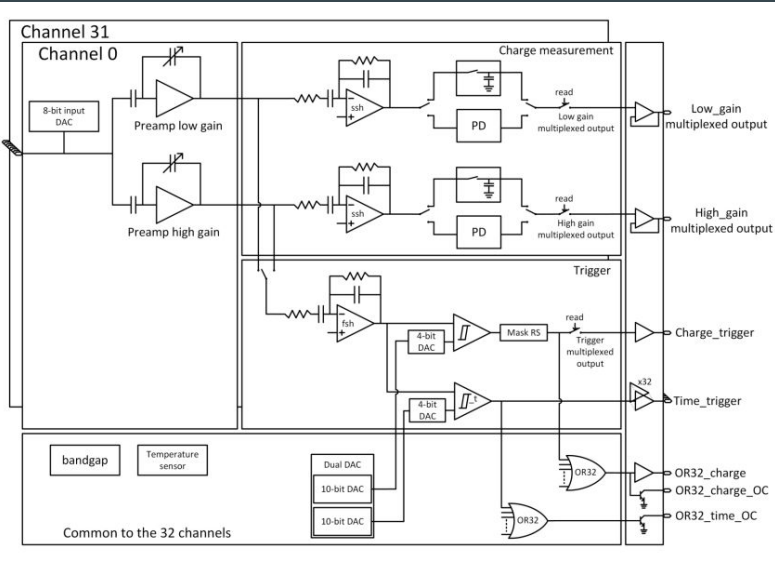 Channel 31
Channel 0
Charge measurement
8-bit input
DAC
Preamp low gain
ssh
PD
read
Low gain
multiplexed output
Low_gain
multiplexed output
Preamp high gain
ssh
PD
read
High gain
multiplexed output
High_gain
multiplexed output
Trigger
fsh
4-bit
DAC
Mask RS
read
Trigger
multiplexed
output
Charge_trigger
4-bit
DAC
_t
x32
Time_trigger
bandgap
Temperature
sensor
Dual DAC
10-bit DAC
10-bit DAC
OR32
OR32
OR32_charge
OR32_charge_OC
OR32_time_OC
Common to the 32 channels